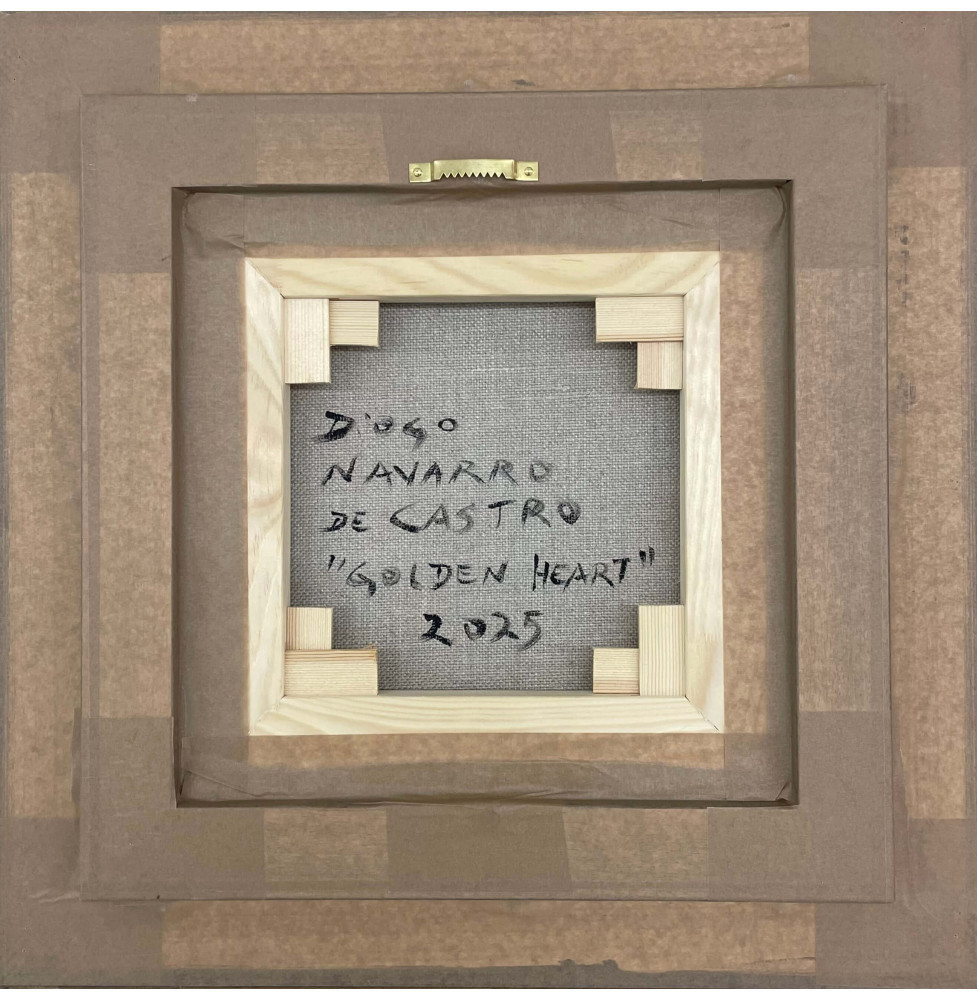 DiOGO
NAVARRO
DE CASTRO
"GOLDEN HEART"
2025